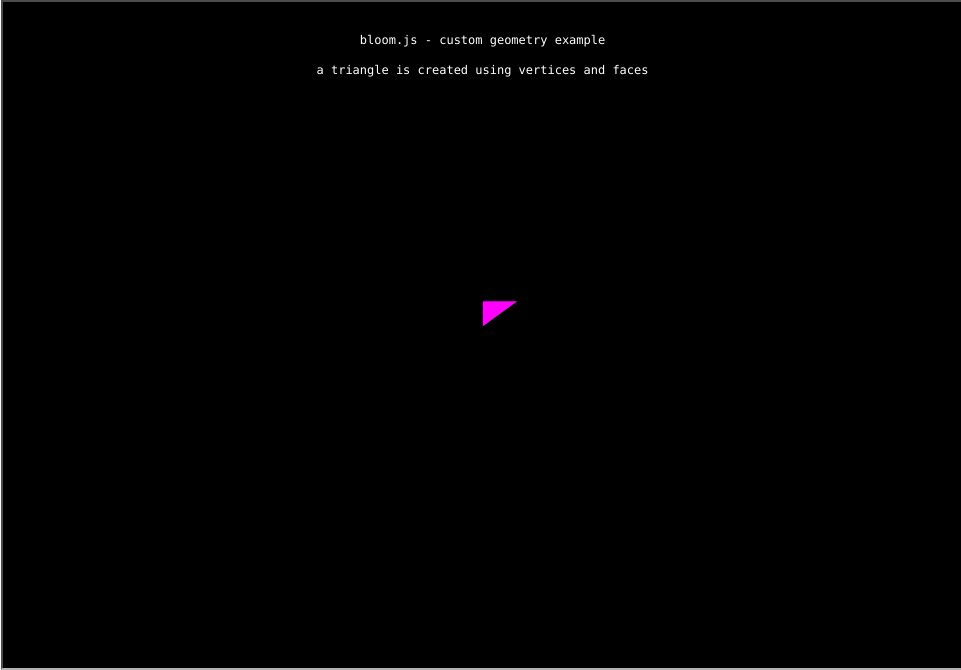 bloom.js - custom geometry example
a triangle is created using vertices and faces